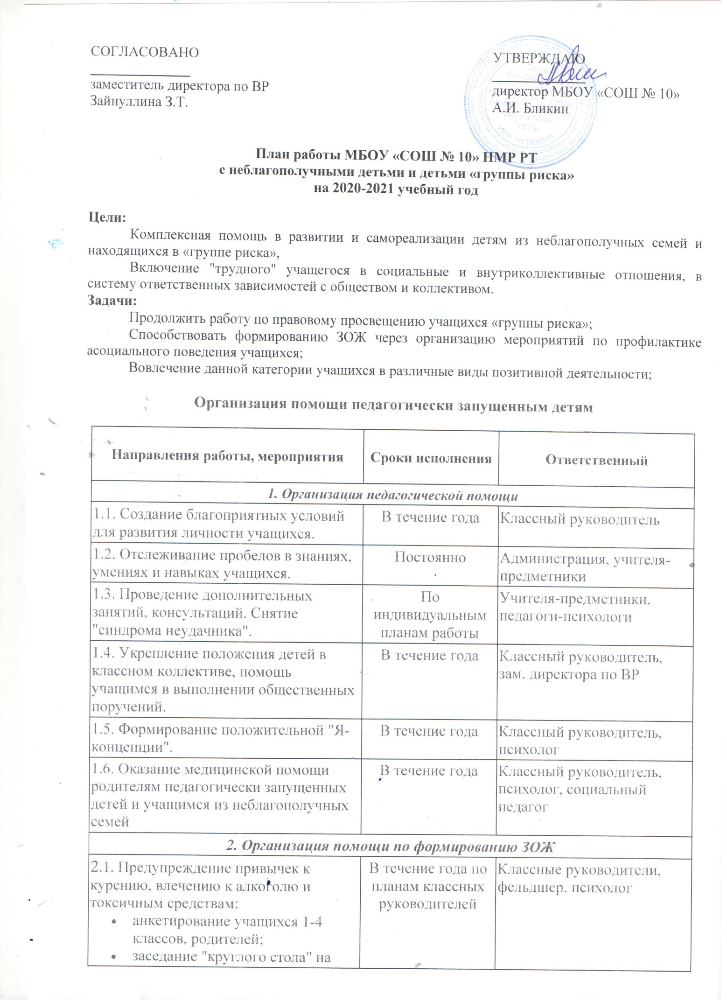 СОГЛАСОВАНО
заместитель директора по ВР
Зайнуллина З.Т.
УТВЕРЖДАЮ
директор МБОУ «СОШ № 10»
А.И. Бликин
Татарстан
ИНН 1651009510
План работы МБОУ «СОШ № 10» НМР РТ
с неблагополучными детьми и детьми «группы риска»
на 2020-2021 учебный год
Цели:
Комплексная помощь в развитии и самореализации детям из неблагополучных семей и
находящихся в «группе риска»,
Включение "трудного" учащегося в социальные и внутриколлективные отношения, в
систему ответственных зависимостей с обществом и коллективом.
Задачи:
Продолжить работу по правовому просвещению учащихся «группы риска»;
Способствовать формированию ЗОЖ через организацию мероприятий по профилактике
асоциального поведения учащихся;
Вовлечение данной категории учащихся в различные виды позитивной деятельности;
Организация помощи педагогически запущенным детям
Направления работы, мероприятия
Сроки исполнения
Ответственный
1. Организация педагогической помощи
1.1. Создание благоприятных условий
для развития личности учащихся.
В течение года
Классный руководитель
1.2. Отслеживание пробелов в знаниях,
умениях и навыках учащихся.
Постоянно
Администрация, учителя-
предметники
1.3. Проведение дополнительных
занятий, консультаций. Снятие
"синдрома неудачника".
По
индивидуальным
планам работы
Учителя-предметники,
педагоги-психологи
1.4. Укрепление положения детей в
классном коллективе, помощь
учащимся в выполнении общественных
поручений.
В течение года
Классный руководитель,
зам. директора по ВР
1.5. Формирование положительной "Я-
концепции".
В течение года
Классный руководитель,
психолог
1.6. Оказание медицинской помощи
родителям педагогически запущенных
детей и учащимся из неблагополучных
семей
В течение года
Классный руководитель,
психолог, социальный
педагог
2. Организация помощи по формированию ЗОЖ
2.1. Предупреждение привычек к
курению, влечению к алкоголю и
токсичным средствам:
• анкетирование учащихся 1-4
классов, родителей;
• заседание "круглого стола" на
В течение года по
планам классных
руководителей
Классные руководители,
фельдшер, психолог